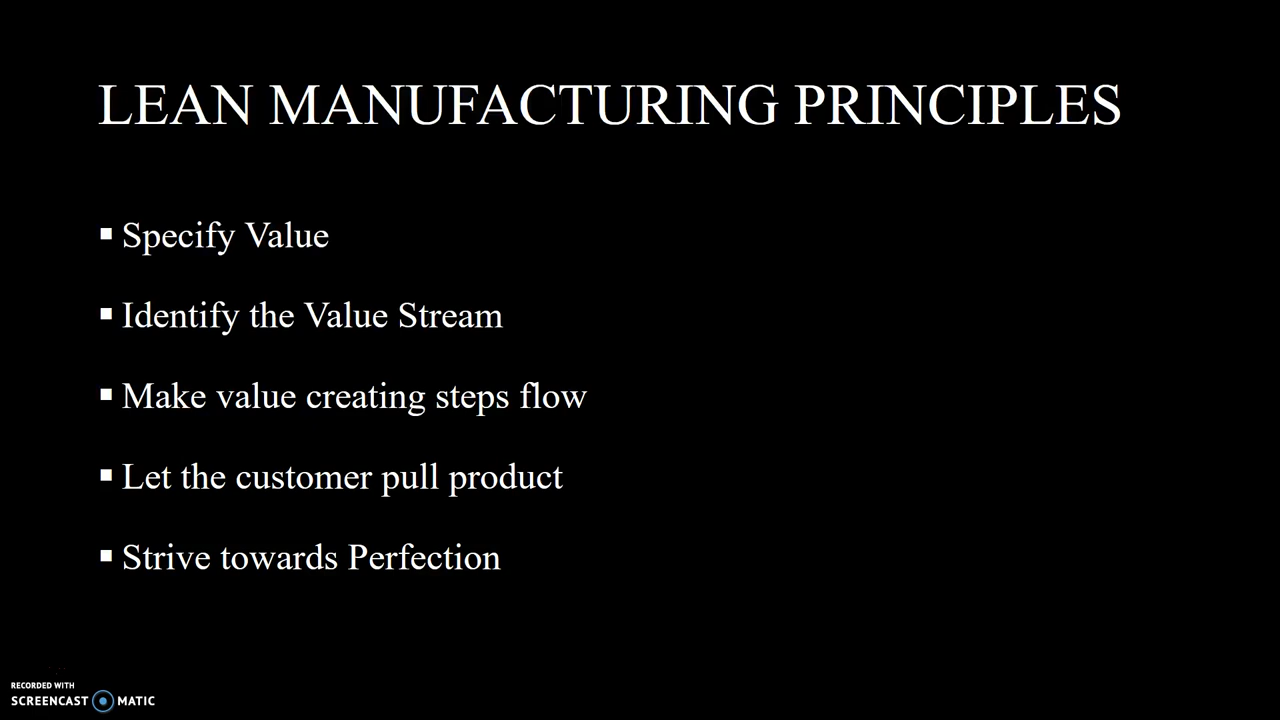 LEAN MANUFACTURING PRINCIPLES
▪ Specify Value
▪ Identify the Value Stream
▪ Make value creating steps flow
▪ Let the customer pull product
▪ Strive towards Perfection
RECORDED WITH
SCREENCAST MATIC